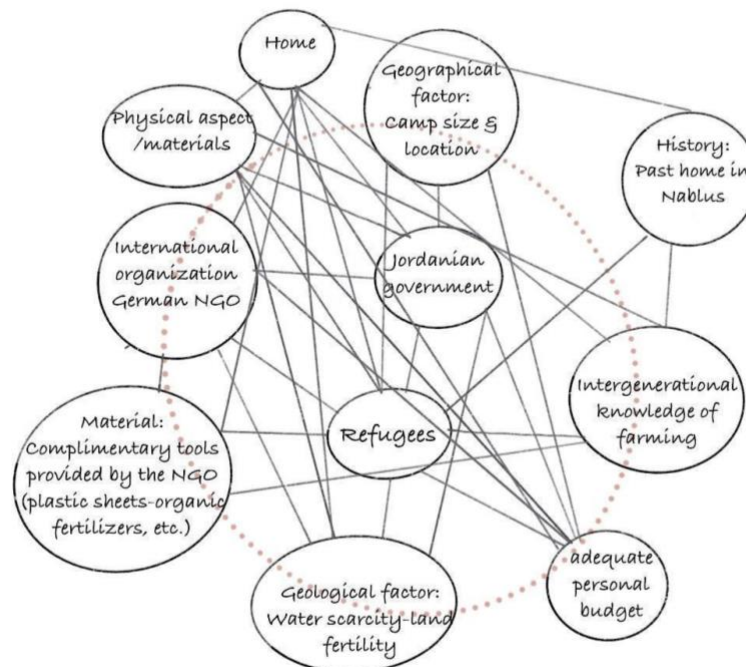 Home
Geographical
factor:
Camp size &
location
Physical aspect
/materials
History:
Past home in
Nablus
International
organization
German NGO
Jordanian
government
Intergenerational
knowledge of
farming
Refugees
Material:
Complimentary tools
provided by the NGO
(plastic sheets-organic
fertilizers, etc.)
adequate
personal
budget
Geological factor:
Water scarcity-land
fertility